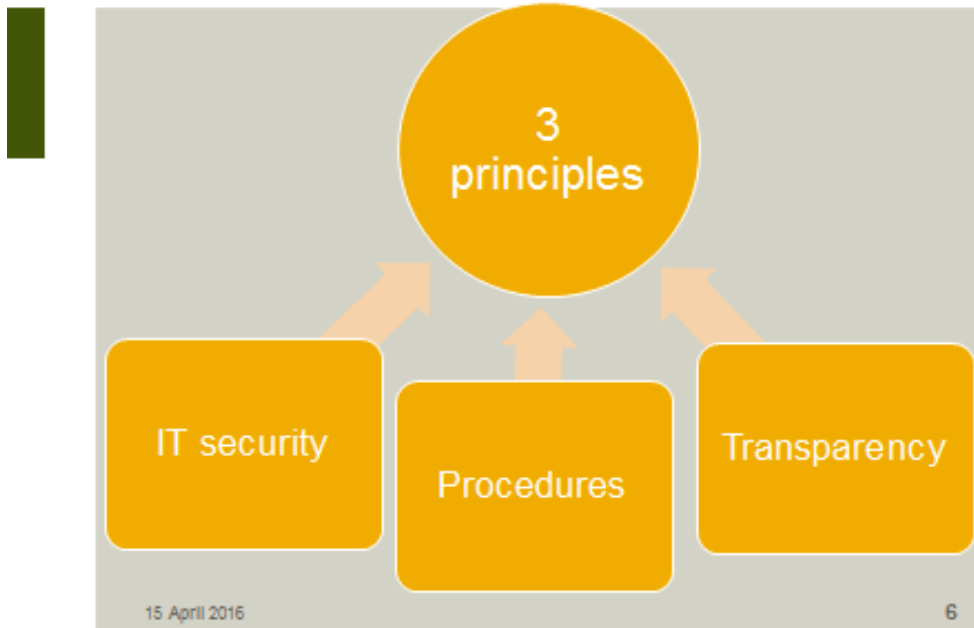 3
principles
IT security
Procedures
Transparency
15 April 2016
6